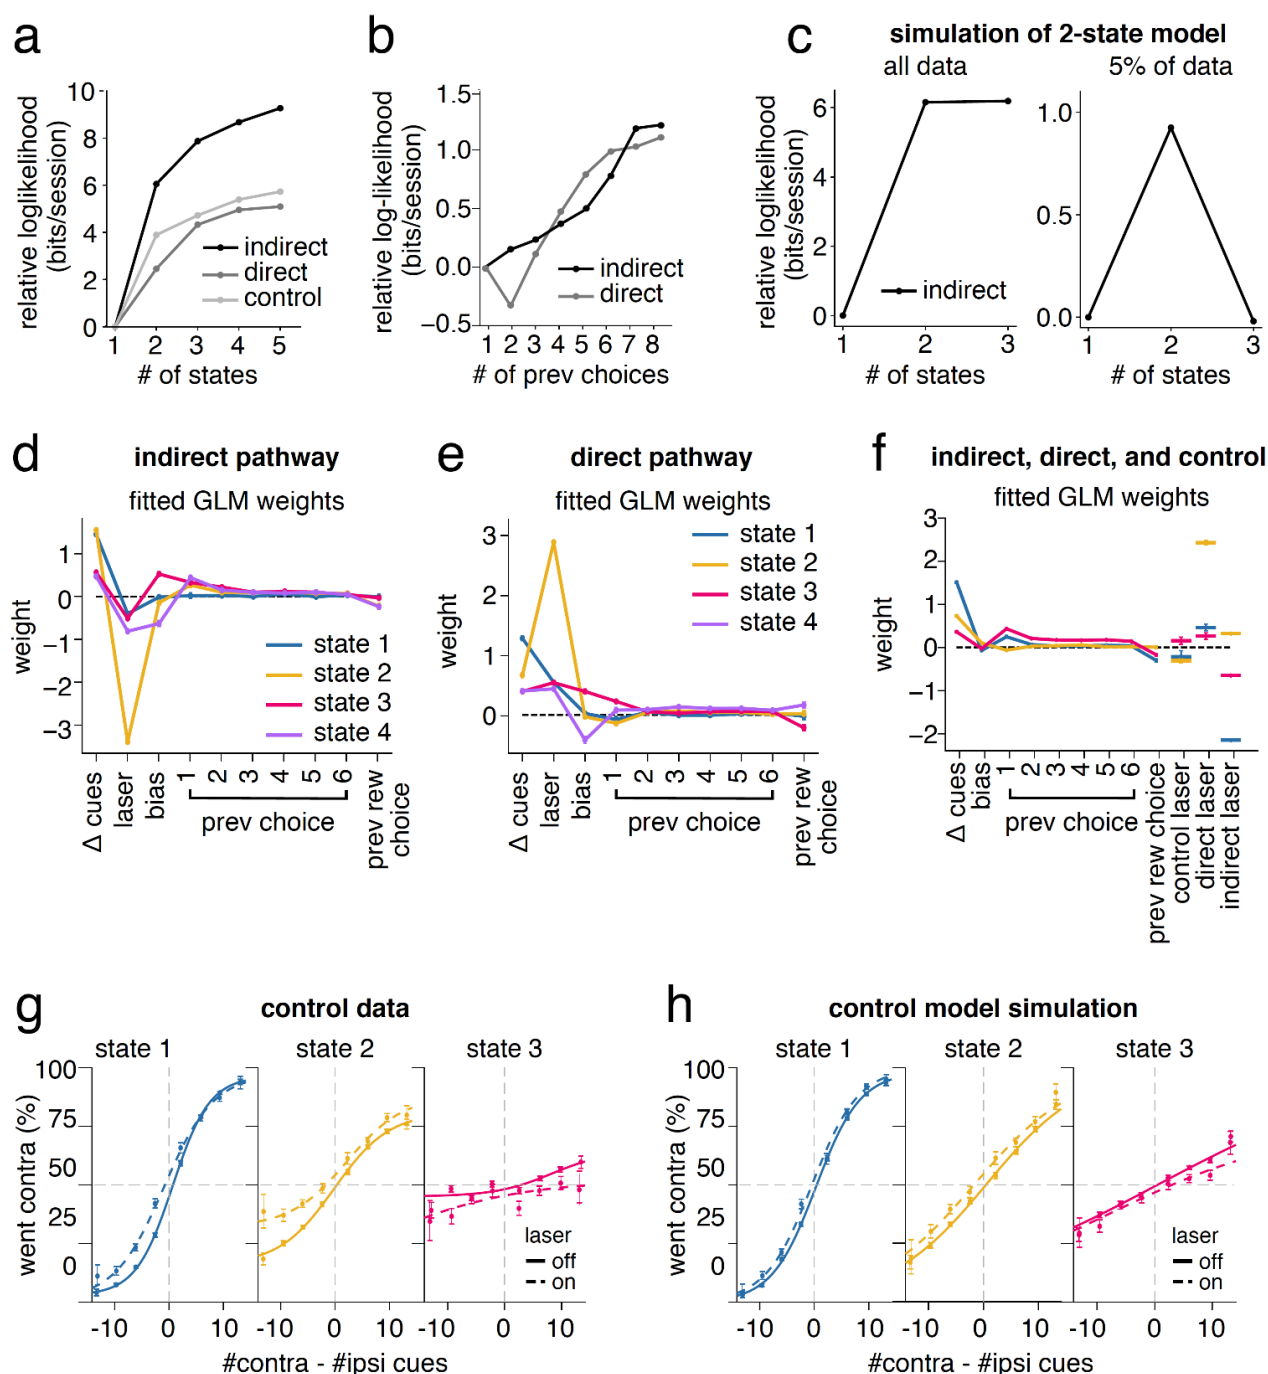 a
relative loglikelihood
(bits/session)
10
8
6
4
2
0
1 2 3 4 5
# of states
indirect
direct
control
b
relative log-likelihood
(bits/session)
1.5
1.0
0.5
0.0
−0.5
1 2 3 4 5 6 7 8
# of prev choices
indirect
direct
c
simulation of 2-state model
all data
relative loglikelihood
(bits/session)
6
4
2
0
1 2 3
# of states
indirect
5% of data
1.0
0.5
0.0
1 2 3
# of states
d
indirect pathway
fitted GLM weights
weight
1
0
−1
−2
−3
state 1
state 2
state 3
state 4
Δ cues
laser
bias
1 2 3 4 5 6
prev choice
prev rew
choice
e
direct pathway
fitted GLM weights
weight
3
2
1
0
state 1
state 2
state 3
state 4
Δ cues
laser
bias
1 2 3 4 5 6
prev choice
prev rew
choice
f
indirect, direct, and control
fitted GLM weights
weight
3
2
1
0
−1
−2
Δ cues
bias
1 2 3 4 5 6
prev choice
prev rew choice
control laser
direct laser
indirect laser
g
control data
state 1
state 2
state 3
went contra (%)
100
75
50
25
0
laser
off
on
-10 0 10
-10 0 10
-10 0 10
#contra - #ipsi cues
h
control model simulation
state 1
state 2
state 3
went contra (%)
100
75
50
25
0
laser
off
on
-10 0 10
-10 0 10
-10 0 10
#contra - #ipsi cues